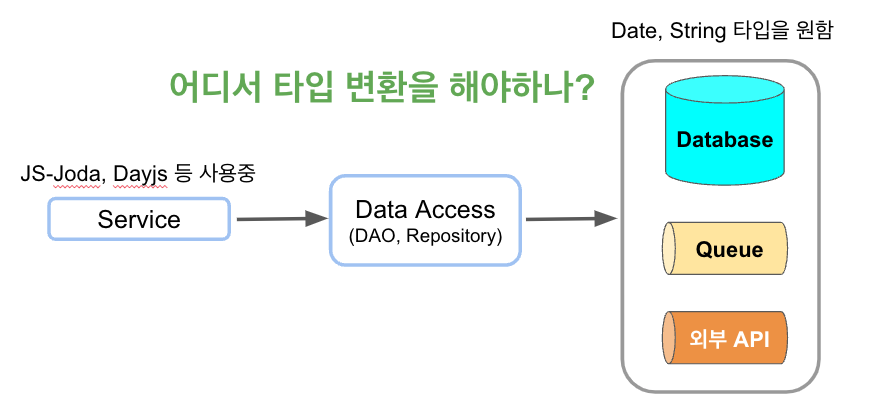 Date, String 타입을 원함
어디서 타입 변환을 해야하나?
Database
JS-Joda, Dayjs 등 사용중
Service
Data Access
(DAO, Repository)
Queue
외부 API